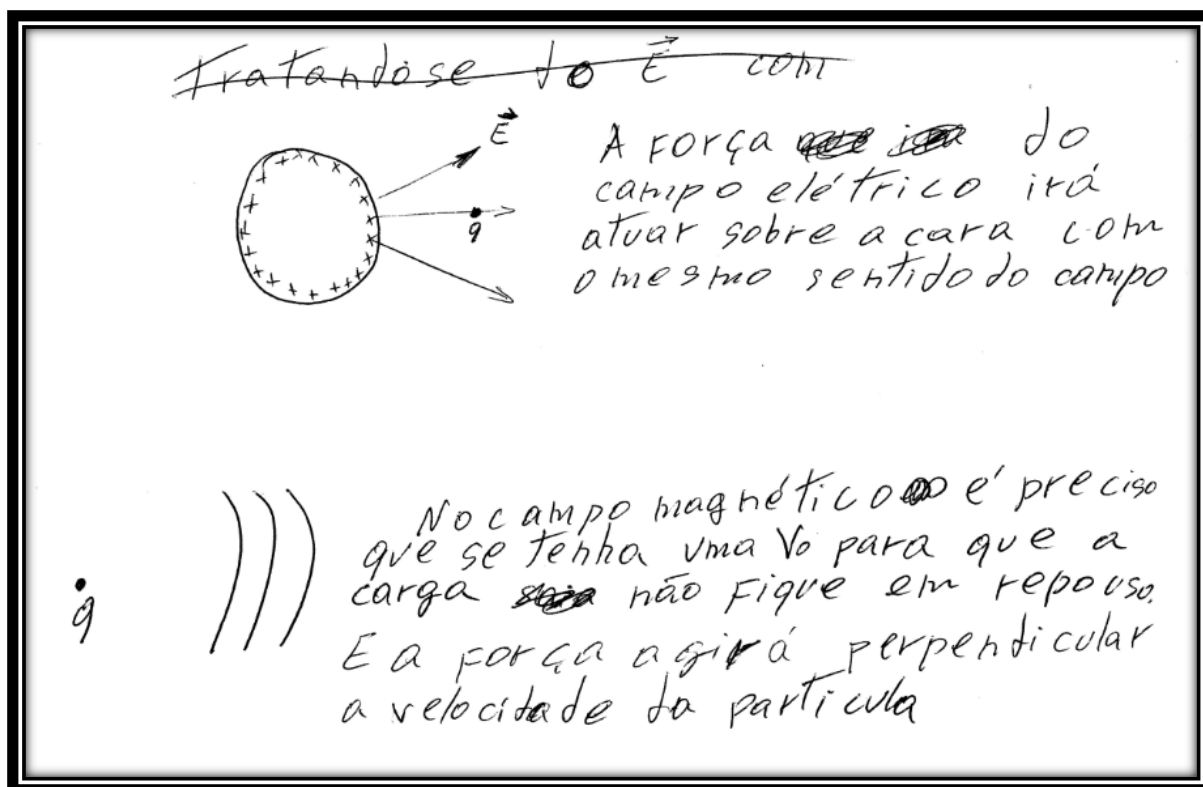 Tratandose do E⃗ com
E⃗
A Força do
campo elétrico irá
q
atuar sobre a cara com
o mesmo sentido do campo
No campo magnético é preciso
que se tenha uma Vo para que a
carga não Fique em repouso.
q
E a força agirá perpendicular
a velocidade da partícula